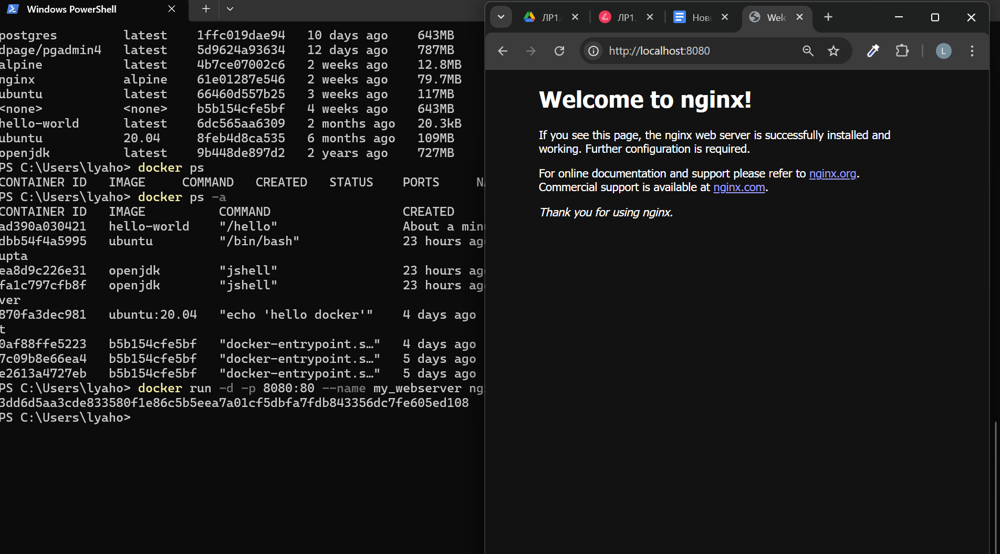 Windows PowerShell
postgres latest 1ffc019dae94 10 days ago 643MB
dpage/pgadmin4 latest 5d9624a93634 12 days ago 787MB
alpine latest 4b7ce07002c6 2 weeks ago 12.8MB
nginx alpine 61e01287e546 2 weeks ago 79.7MB
ubuntu latest 66460d557b25 3 weeks ago 117MB
<none> <none> b5b154cfe5bf 4 weeks ago 643MB
hello-world latest 6dc565aa6309 2 months ago 20.3kB
ubuntu 20.04 8feb4d8ca535 6 months ago 109MB
openjdk latest 9b448de897d2 2 years ago 727MB
PS C:\Users\lyaho> docker ps
CONTAINER ID IMAGE COMMAND CREATED STATUS PORTS NA
PS C:\Users\lyaho> docker ps -a
CONTAINER ID IMAGE COMMAND CREATED
ad390a030421 hello-world "/hello" About a min
dbb54f4a5995 ubuntu "/bin/bash" 23 hours ag
upta
ea8d9c226e31 openjdk "jshell" 23 hours ag
fa1c797cfb8f openjdk "jshell" 23 hours ag
ver
870fa3dec981 ubuntu:20.04 "echo 'hello docker'" 4 days ago
t
0af88ffe5223 b5b154cfe5bf "docker-entrypoint.s…" 4 days ago
7c09b8e66ea4 b5b154cfe5bf "docker-entrypoint.s…" 5 days ago
e2613a4727eb b5b154cfe5bf "docker-entrypoint.s…" 5 days ago
PS C:\Users\lyaho> docker run -d -p 8080:80 --name my_webserver ng
3dd6d5aa3cde833580f1e86c5b5eea7a01cf5dbfa7fdb843356dc7fe605ed108
PS C:\Users\lyaho>
ЛР1. ЛР1. Нов Welc
http://localhost:8080
L
Welcome to nginx!
If you see this page, the nginx web server is successfully installed and
working. Further configuration is required.
For online documentation and support please refer to nginx.org.
Commercial support is available at nginx.com.
Thank you for using nginx.